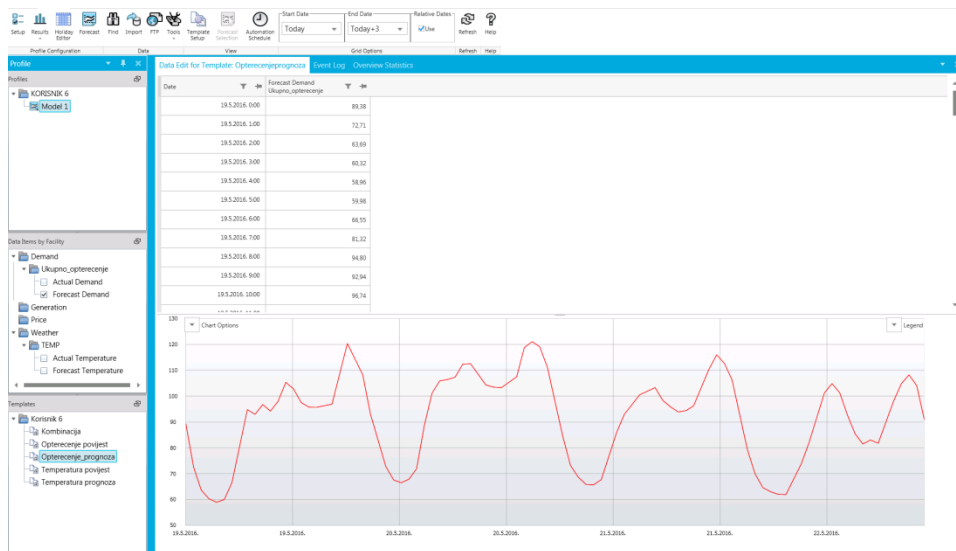 Start Date
End Date
Relative Dates
Today
Today+3
Use
Setup
Results
Holiday Editor
Forecast
Find
Import
FTP
Tools
Template Setup
Forecast Selection
Automation Schedule
Refresh
Help
Profile Configuration
Data
View
Grid Options
Refresh
Help
Profile
Data Edit for Template: Opterecenjeprognoza
Event Log
Overview Statistics
Profiles
KORISNIK 6
Model 1
Date
Forecast Demand
Ukupno_opterecenje
19.5.2016. 0:00 89,38
19.5.2016. 1:00 72,71
19.5.2016. 2:00 63,69
19.5.2016. 3:00 60,32
19.5.2016. 4:00 58,96
19.5.2016. 5:00 59,98
19.5.2016. 6:00 66,55
19.5.2016. 7:00 81,32
19.5.2016. 8:00 94,80
19.5.2016. 9:00 92,94
19.5.2016. 10:00 96,74
Data Items by Facility
Demand
Ukupno_opterecenje
Actual Demand
Forecast Demand
Generation
Price
Weather
TEMP
Actual Temperature
Forecast Temperature
Templates
Korisnik 6
Kombinacija
Opterecenje povijest
Opterecenje_prognoza
Temperatura povijest
Temperatura prognoza
Chart Options
Legend
130
120
110
100
90
80
70
60
50
19.5.2016.
19.5.2016.
20.5.2016.
20.5.2016.
21.5.2016.
21.5.2016.
22.5.2016.